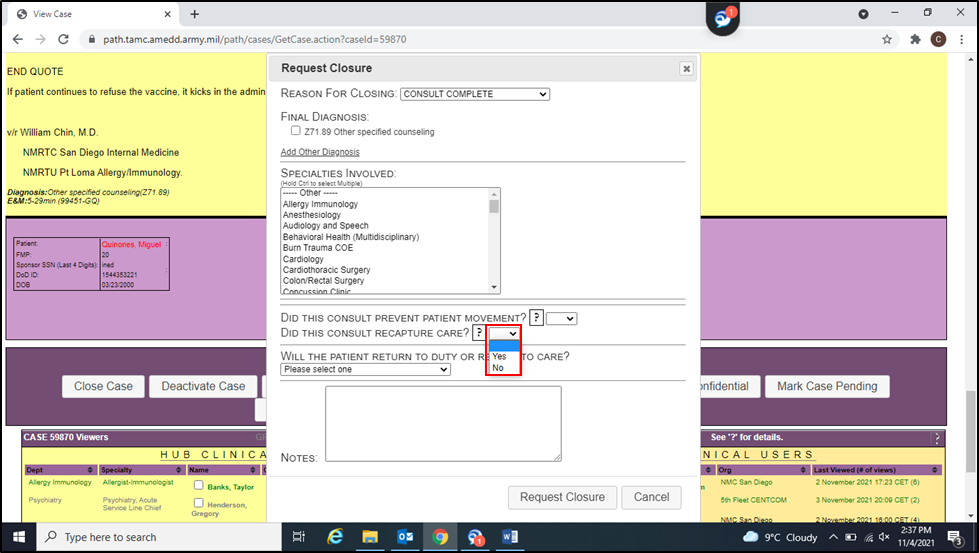 View Case
path.tamc.amedd.army.mil/path/cases/GetCase.action?caseId=59870
C
1
END QUOTE
If patient continues to refuse the vaccine, it kicks in the admin
v/r William Chin, M.D.
NMRTC San Diego Internal Medicine
NMRTU Pt Loma Allergy/Immunology.
Diagnosis:Other specified counseling(Z71.89)
E&M:5-29min (99451-GQ)
Patient: Quinones, Miguel
FMP: 20
Sponsor SSN (Last 4 Digits): ined
DoD ID: 1544353221
DOB 03/23/2000
Close Case
Deactivate Case
onfidential
Mark Case Pending
Request Closure
REASON FOR CLOSING: CONSULT COMPLETE
FINAL DIAGNOSIS:
Z71.89 Other specified counseling
Add Other Diagnosis
SPECIALTIES INVOLVED:
(Hold Ctrl to select Multiple)
----- Other -----
Allergy Immunology
Anesthesiology
Audiology and Speech
Behavioral Health (Multidisciplinary)
Burn Trauma COE
Cardiology
Cardiothoracic Surgery
Colon/Rectal Surgery
Concussion Clinic
DID THIS CONSULT PREVENT PATIENT MOVEMENT? ?
DID THIS CONSULT RECAPTURE CARE? ?
Yes
No
WILL THE PATIENT RETURN TO DUTY OR R TO CARE?
Please select one
NOTES:
Request Closure
Cancel
CASE 59870 Viewers
See '?' for details.
?
HUB CLINICA
NICAL USERS
Dept Specialty Name
Org Last Viewed (# of views)
Allergy Immunology Allergist-Immunologist Banks, Taylor
NMC San Diego 2 November 2021 17:23 CET (6)
Psychiatry Psychiatry, Acute Service Line Chief Henderson, Gregory
5th Fleet CENTCOM 3 November 2021 20:09 CET (2)
NMC San Diego 2 November 2021 16:00 CET (4)
Type here to search
1
9°C Cloudy
2:37 PM
11/4/2021
3